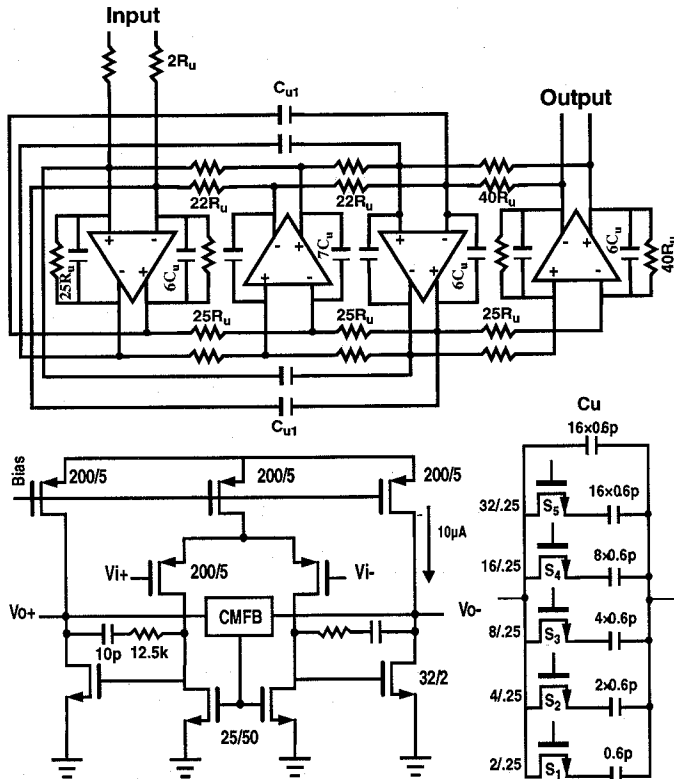 Input
2Ru
Cu1
Output
22Ru
22Ru
40Ru
+ -
- +
25Ru
6Cu
- -
+ +
7Cu
+ -
- +
6Cu
- -
+ +
6Cu
40Ru
25Ru
25Ru
25Ru
Cu1
Cu
16×0.6p
Bias
200/5
200/5
200/5
10μA
32/.25
S5
16×0.6p
Vi+
200/5
Vi-
16/.25
S4
8×0.6p
Vo+
CMFB
Vo-
8/.25
S3
4×0.6p
10p
12.5k
32/2
4/.25
S2
2×0.6p
25/50
2/.25
S1
0.6p